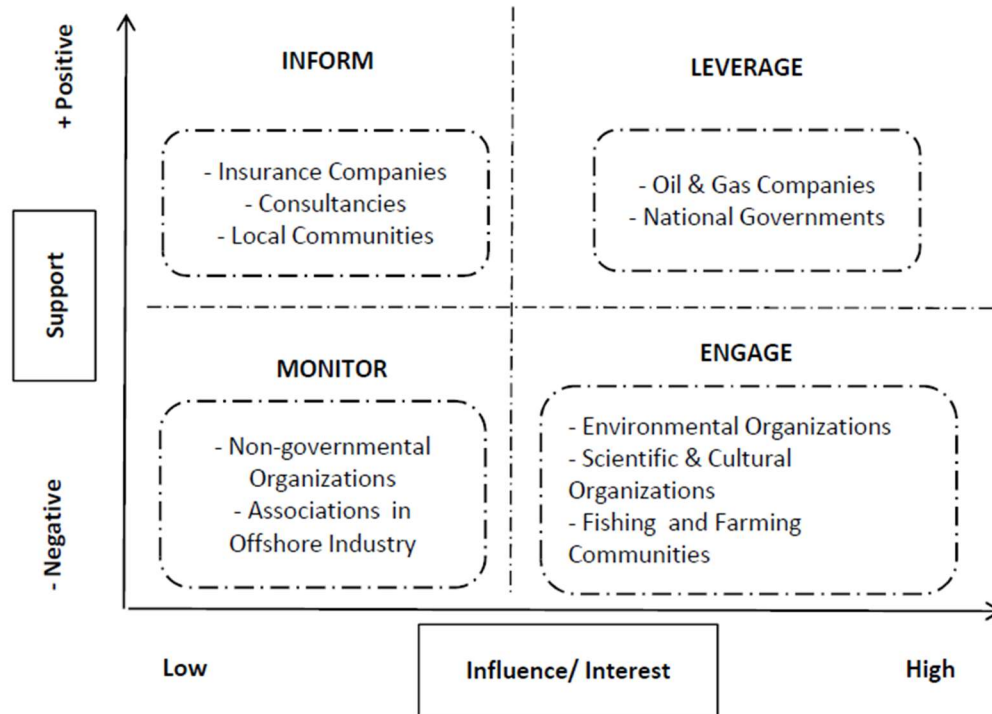 + Positive
Support
- Negative
INFORM
- Insurance Companies
- Consultancies
- Local Communities
LEVERAGE
- Oil & Gas Companies
- National Governments
MONITOR
- Non-governmental
Organizations
- Associations in
Offshore Industry
ENGAGE
- Environmental Organizations
- Scientific & Cultural
Organizations
- Fishing and Farming
Communities
Low
Influence/ Interest
High